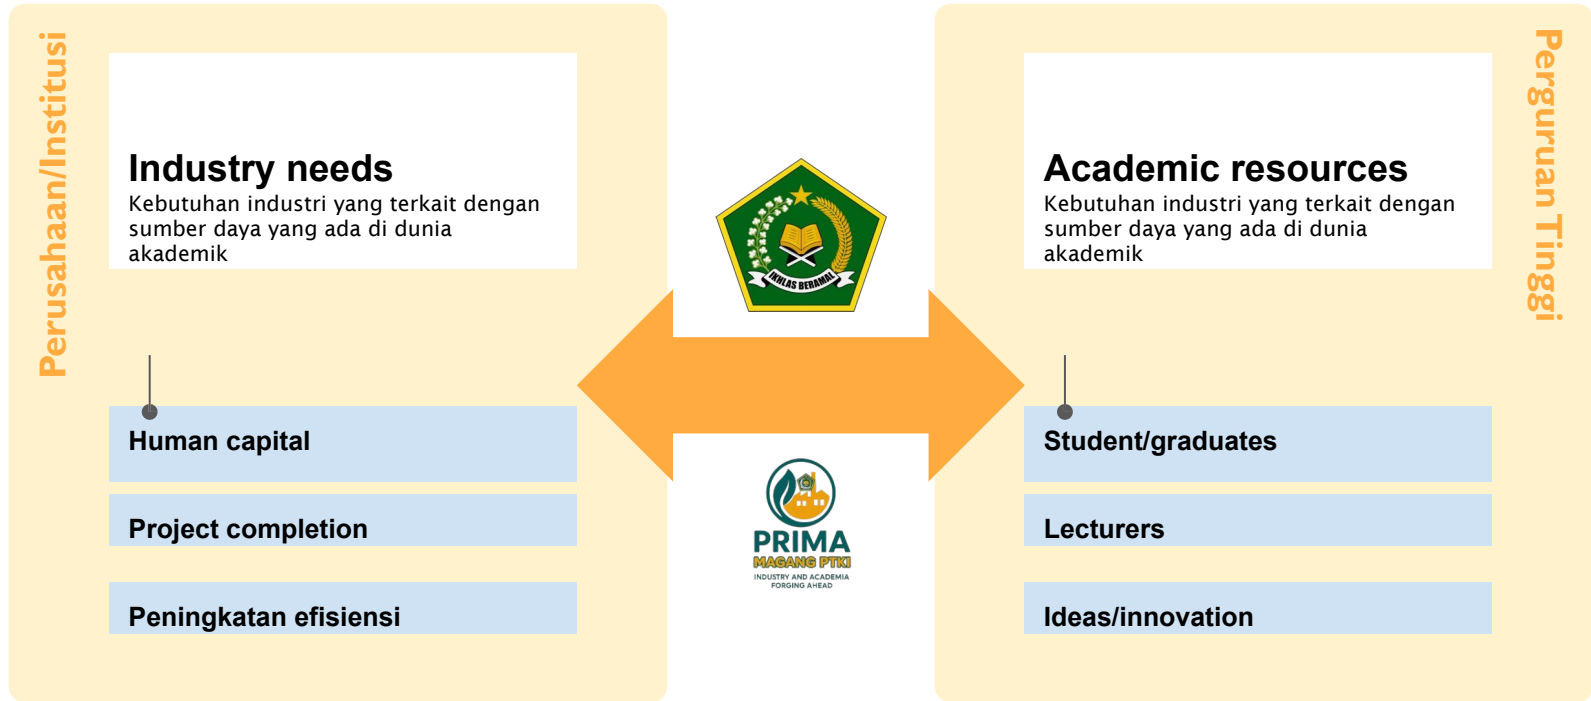 Perusahaan/Institusi
Industry needs
Kebutuhan industri yang terkait dengan
sumber daya yang ada di dunia
akademik
Human capital
Project completion
Peningkatan efisiensi
IKHLAS BERAMAL
PRIMA
MAGANG PTKI
INDUSTRY AND ACADEMIA
FORGING AHEAD
Perguruan Tinggi
Academic resources
Kebutuhan industri yang terkait dengan
sumber daya yang ada di dunia
akademik
Student/graduates
Lecturers
Ideas/innovation